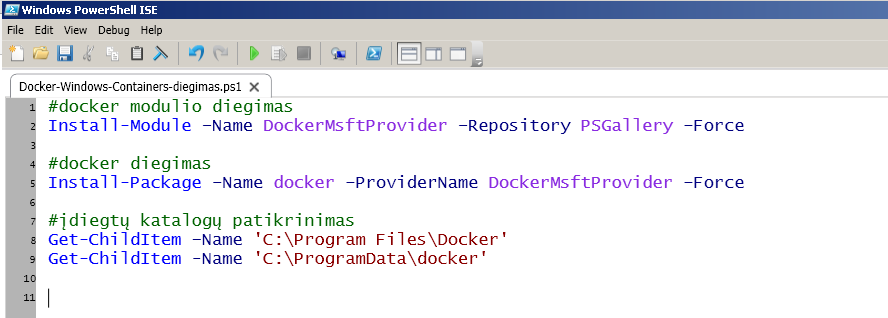 Windows PowerShell ISE
File Edit View Debug Help
Docker-Windows-Containers-diegimas.ps1
1 #docker modulio diegimas
2 Install-Module –Name DockerMsftProvider –Repository PSGallery –Force
3
4 #docker diegimas
5 Install-Package –Name docker –ProviderName DockerMsftProvider –Force
6
7 #įdiegtų katalogų patikrinimas
8 Get-ChildItem –Name 'C:\Program Files\Docker'
9 Get-ChildItem –Name 'C:\ProgramData\docker'
10
11